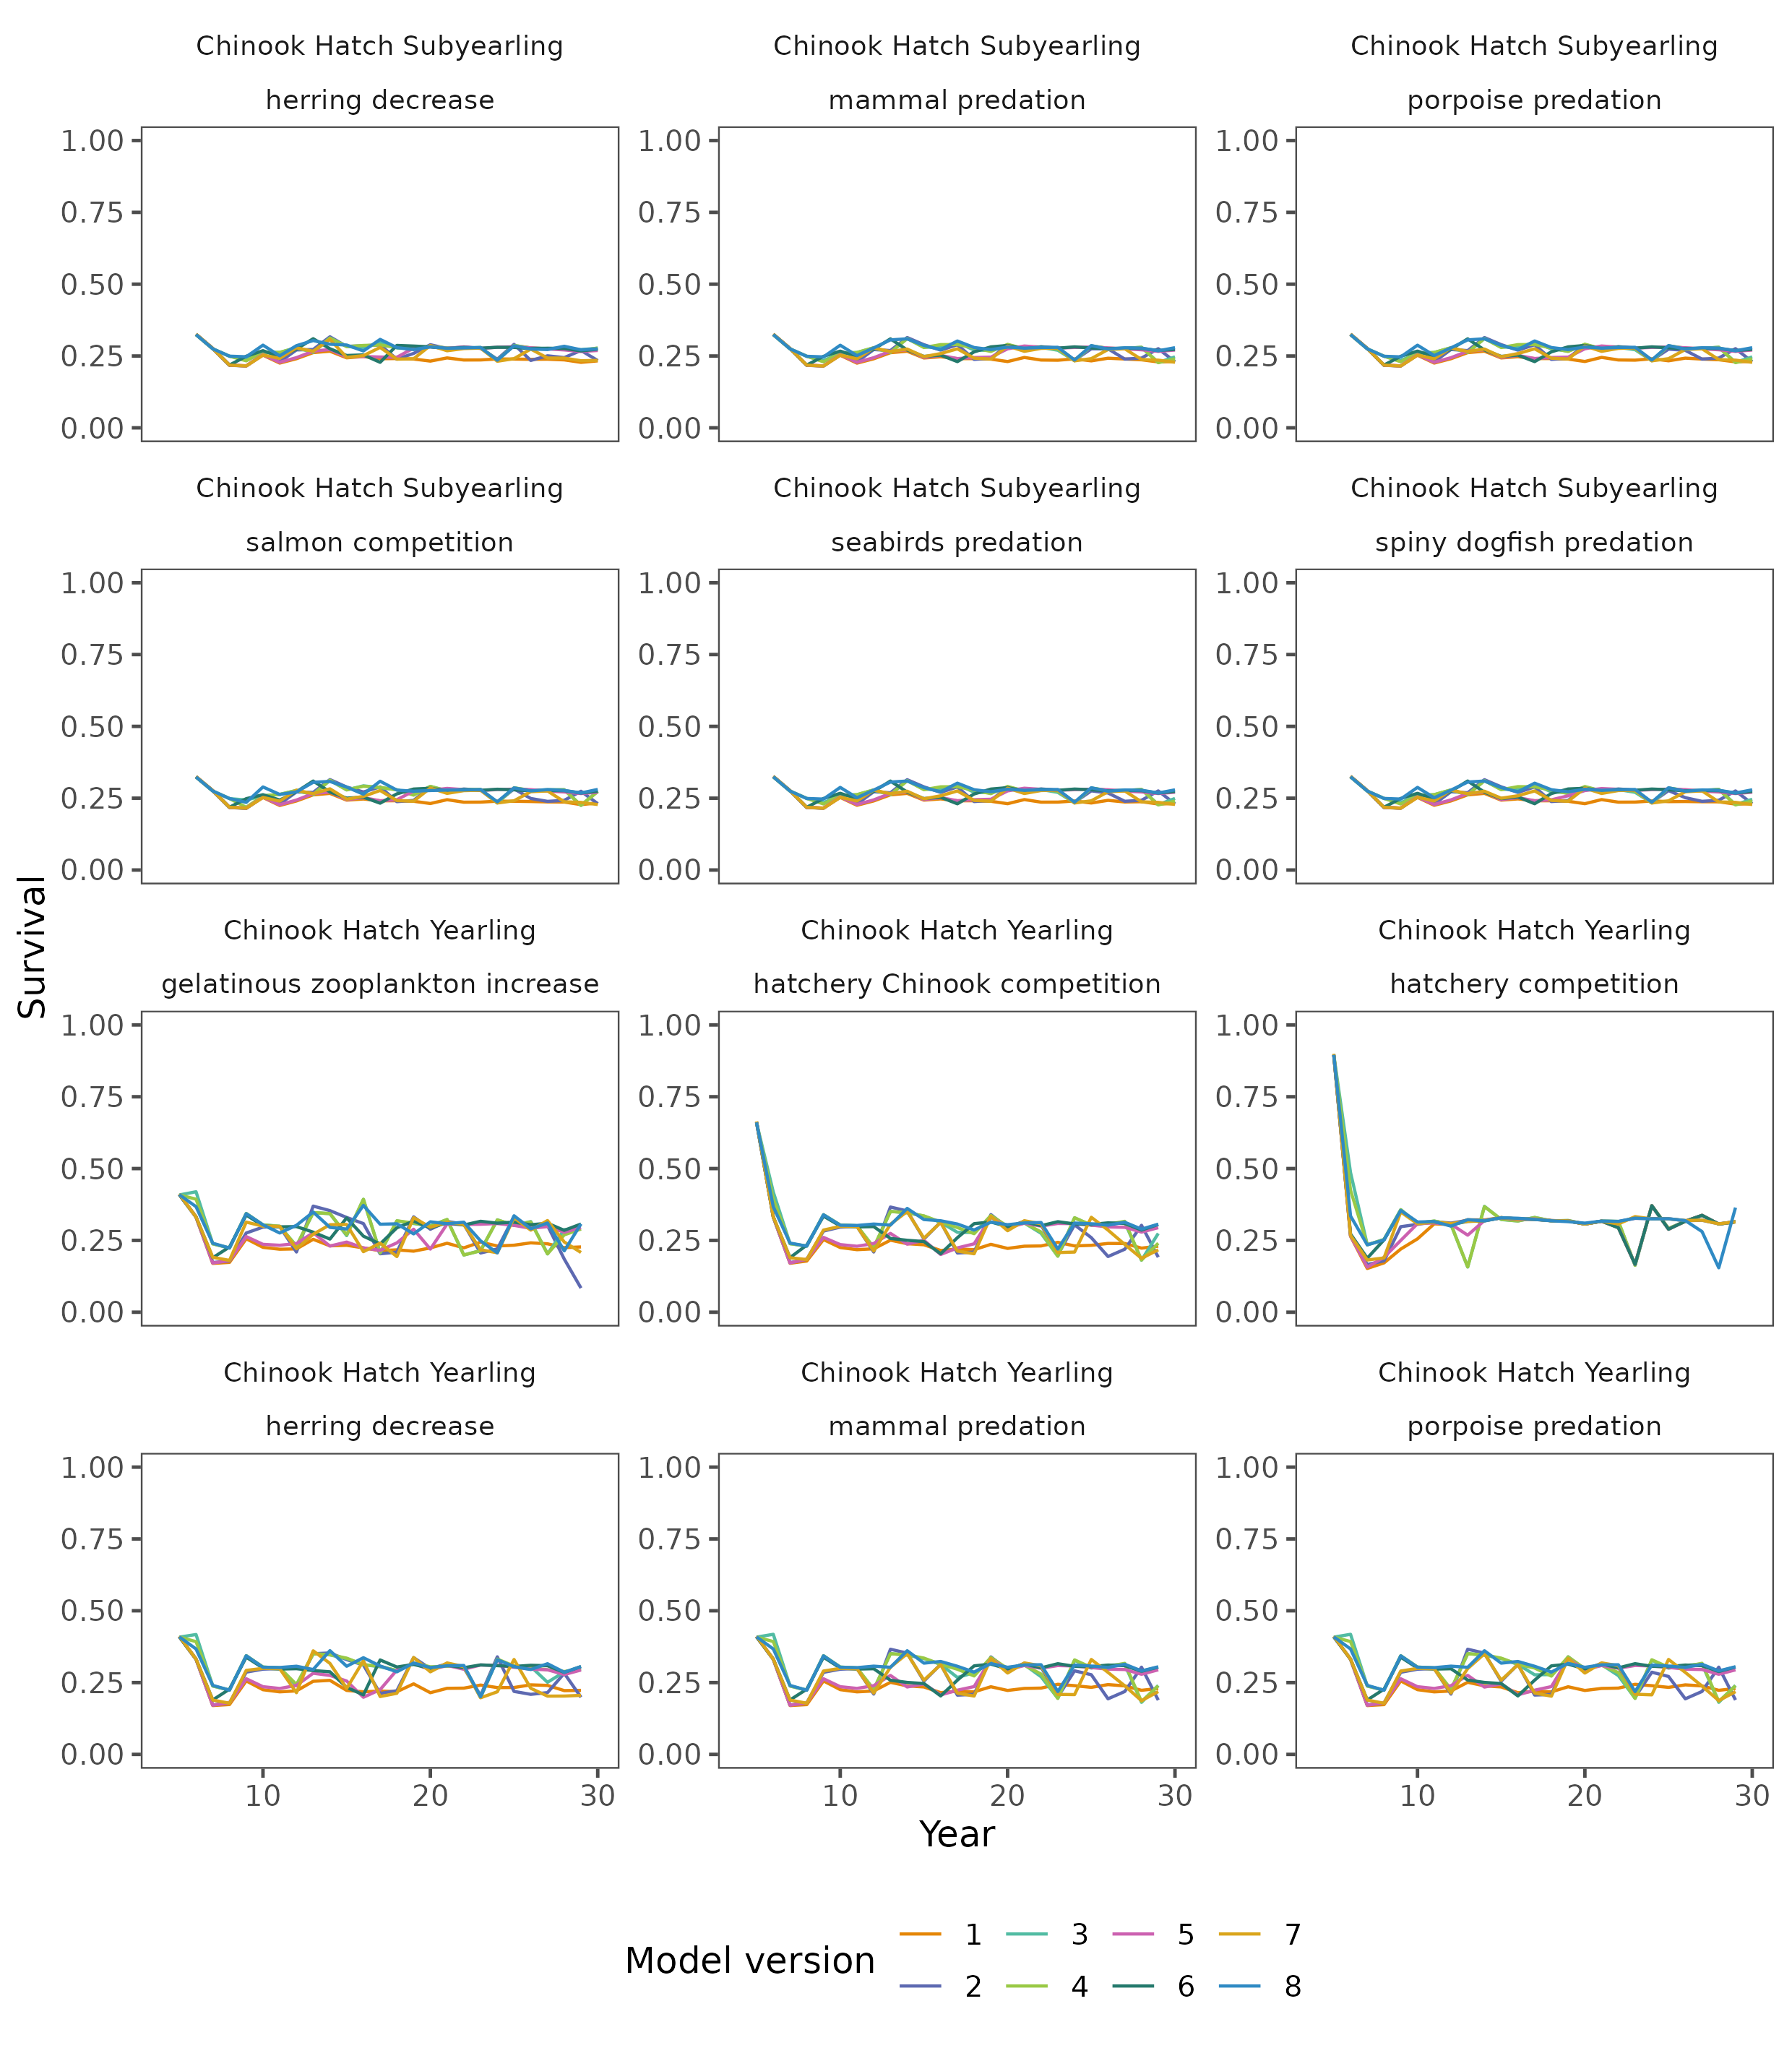 Chinook Hatch Subyearling
herring decrease
Chinook Hatch Subyearling
mammal predation
Chinook Hatch Subyearling
porpoise predation
1.00
0.75
0.50
0.25
0.00
1.00
0.75
0.50
0.25
0.00
1.00
0.75
0.50
0.25
0.00
Chinook Hatch Subyearling
salmon competition
Chinook Hatch Subyearling
seabirds predation
Chinook Hatch Subyearling
spiny dogfish predation
1.00
0.75
0.50
0.25
0.00
1.00
0.75
0.50
0.25
0.00
1.00
0.75
0.50
0.25
0.00
Survival
Chinook Hatch Yearling
gelatinous zooplankton increase
Chinook Hatch Yearling
hatchery Chinook competition
Chinook Hatch Yearling
hatchery competition
1.00
0.75
0.50
0.25
0.00
1.00
0.75
0.50
0.25
0.00
1.00
0.75
0.50
0.25
0.00
Chinook Hatch Yearling
herring decrease
Chinook Hatch Yearling
mammal predation
Chinook Hatch Yearling
porpoise predation
1.00
0.75
0.50
0.25
0.00
1.00
0.75
0.50
0.25
0.00
1.00
0.75
0.50
0.25
0.00
10 20 30
10 20 30
10 20 30
Year
Model version
1 3 5 7
2 4 6 8